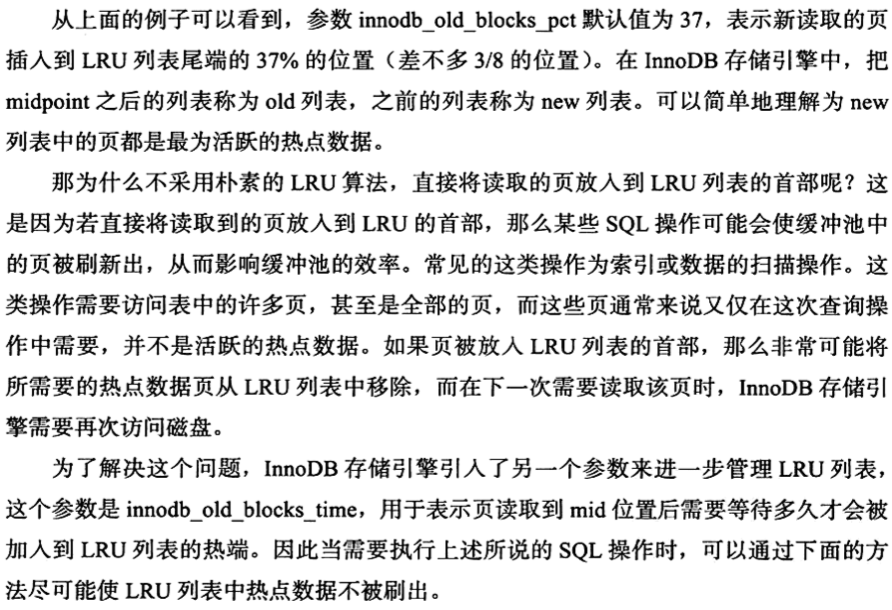 从上面的例子可以看到，参数 innodb_old_blocks_pct 默认值为 37，表示新读取的页
插入到 LRU 列表尾端的 37% 的位置（差不多 3/8 的位置）。在 InnoDB 存储引擎中，把
midpoint 之后的列表称为 old 列表，之前的列表称为 new 列表。可以简单地理解为 new
列表中的页都是最为活跃的热点数据。
那为什么不采用朴素的 LRU 算法，直接将读取的页放入到 LRU 列表的首部呢？这
是因为若直接将读取到的页放入到 LRU 的首部，那么某些 SQL 操作可能会使缓冲池中
的页被刷新出，从而影响缓冲池的效率。常见的这类操作为索引或数据的扫描操作。这
类操作需要访问表中的许多页，甚至是全部的页，而这些页通常来说又仅在这次查询操
作中需要，并不是活跃的热点数据。如果页被放入 LRU 列表的首部，那么非常可能将
所需要的热点数据页从 LRU 列表中移除，而在下一次需要读取该页时，InnoDB 存储引
擎需要再次访问磁盘。
为了解决这个问题，InnoDB 存储引擎引入了另一个参数来进一步管理 LRU 列表，
这个参数是 innodb_old_blocks_time，用于表示页读取到 mid 位置后需要等待多久才会被
加入到 LRU 列表的热端。因此当需要执行上述所说的 SQL 操作时，可以通过下面的方
法尽可能使 LRU 列表中热点数据不被刷出。